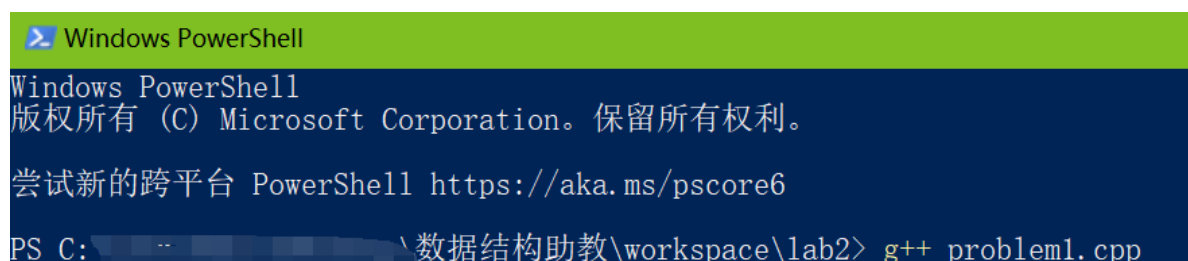 Windows PowerShell
Windows PowerShell
版权所有 (C) Microsoft Corporation。保留所有权利。
尝试新的跨平台 PowerShell https://aka.ms/pscore6
PS C:\数据结构助教\workspace\lab2> g++ problem1.cpp